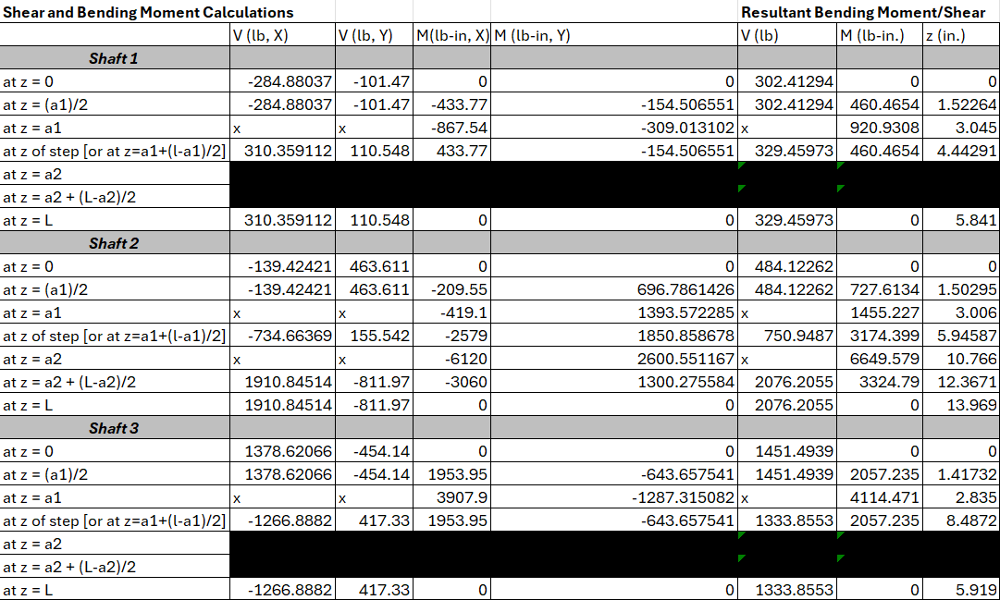 Shear and Bending Moment Calculations Resultant Bending Moment/Shear
V (lb, X) V (lb, Y) M(lb-in, X) M (lb-in, Y) V (lb) M (lb-in.) z (in.)
Shaft 1
at z = 0 -284.88037 -101.47 0 0 302.41294 0 0
at z = (a1)/2 -284.88037 -101.47 -433.77 -154.506551 302.41294 460.4654 1.52264
at z = a1 x x -867.54 -309.013102 x 920.9308 3.045
at z of step [or at z=a1+(l-a1)/2] 310.359112 110.548 433.77 -154.506551 329.45973 460.4654 4.44291
at z = a2
at z = a2 + (L-a2)/2
at z = L 310.359112 110.548 0 0 329.45973 0 5.841
Shaft 2
at z = 0 -139.42421 463.611 0 0 484.12262 0 0
at z = (a1)/2 -139.42421 463.611 -209.55 696.7861426 484.12262 727.6134 1.50295
at z = a1 x x -419.1 1393.572285 x 1455.227 3.006
at z of step [or at z=a1+(l-a1)/2] -734.66369 155.542 -2579 1850.858678 750.9487 3174.399 5.94587
at z = a2 x x -6120 2600.551167 x 6649.579 10.766
at z = a2 + (L-a2)/2 1910.84514 -811.97 -3060 1300.275584 2076.2055 3324.79 12.3671
at z = L 1910.84514 -811.97 0 0 2076.2055 0 13.969
Shaft 3
at z = 0 1378.62066 -454.14 0 0 1451.4939 0 0
at z = (a1)/2 1378.62066 -454.14 1953.95 -643.657541 1451.4939 2057.235 1.41732
at z = a1 x x 3907.9 -1287.315082 x 4114.471 2.835
at z of step [or at z=a1+(l-a1)/2] -1266.8882 417.33 1953.95 -643.657541 1333.8553 2057.235 8.4872
at z = a2
at z = a2 + (L-a2)/2
at z = L -1266.8882 417.33 0 0 1333.8553 0 5.919